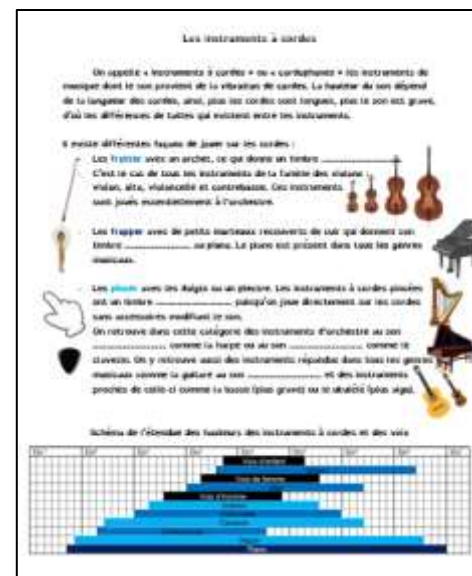 Les instruments à cordes
On appelle « instruments à cordes » ou « cordophones » les instruments de
musique dont le son provient de la vibration de cordes. La hauteur du son dépend
de la longueur des cordes, ainsi, plus les cordes sont longues, plus le son est grave,
d'où les différences de tailles qui existent entre les instruments.
Il existe différentes façons de jouer sur les cordes :
- Les frotter avec un archet, ce qui donne un timbre
C'est le cas de tous les instruments de la famille des violons :
violon, alto, violoncelle et contrebasse. Ces instruments
sont joués essentiellement à l'orchestre.
- Les frapper avec de petits marteaux recouverts de cuir qui donnent son
timbre ........................ au piano. Le piano est présent dans tous les genres
musicaux.
- Les pincer avec les doigts ou un plectre. Les instruments à cordes pincées
ont un timbre ........................ puisqu'on joue directement sur les cordes
sans accessoires modifiant le son.
On retrouve dans cette catégorie des instruments d'orchestre au son
........................ comme la harpe ou au son ........................ comme le
clavecin. On y retrouve aussi des instruments répandus dans tous les genres
musicaux comme la guitare au son ........................ et des instruments
proches de celle-ci comme la basse (plus grave) ou le ukulélé (plus aigu).
Schéma de l'étendue des hauteurs des instruments à cordes et des voix
Voix d'enfant
Voix de femme
Voix d'homme
Piano